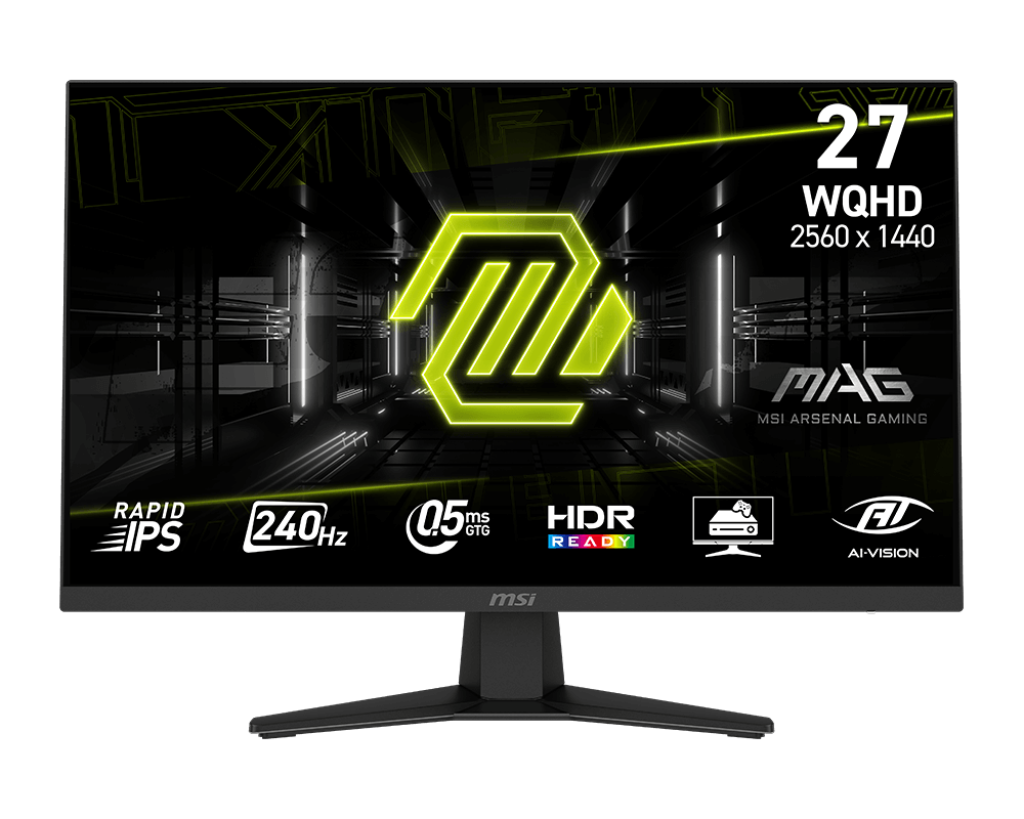 27
WQHD
2560 x 1440
MAG
MSI ARSENAL GAMING
RAPID
IPS
240Hz
0.5ms
GTG
HDR
READY
AI
AI-VISION
msi